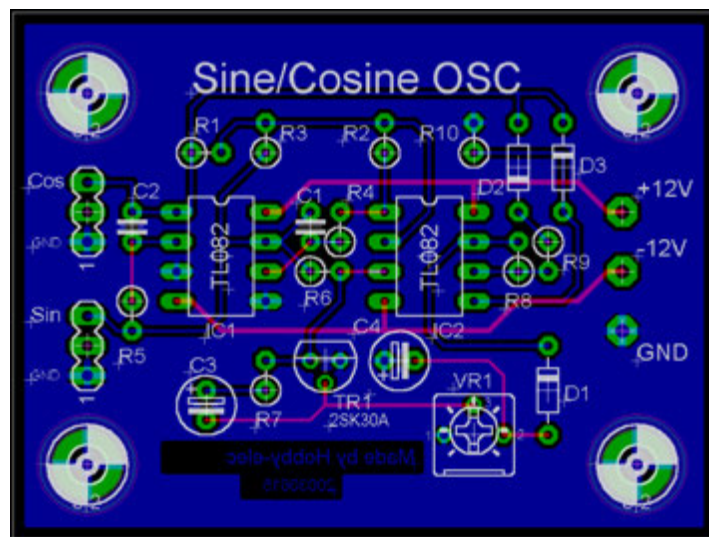 Sine/Cosine OSC
R1
R3
R2
R10
Cos
C2
C1
R4
D2
D3
+12V
GND
1
TL082
TL082
-12V
R9
Sin
R6
R8
R5
IC1
C4
IC2
GND
GND
1
C3
R7
TR1
2SK30A
VR1
D1
Made by Hobby-elec